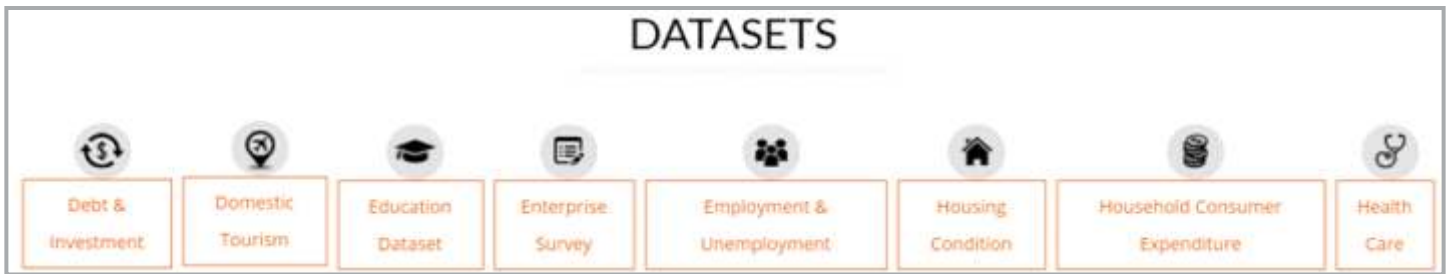 DATASETS
Debt &
Investment
Domestic
Tourism
Education
Dataset
Enterprise
Survey
Employment &
Unemployment
Housing
Condition
Household Consumer
Expenditure
Health
Care